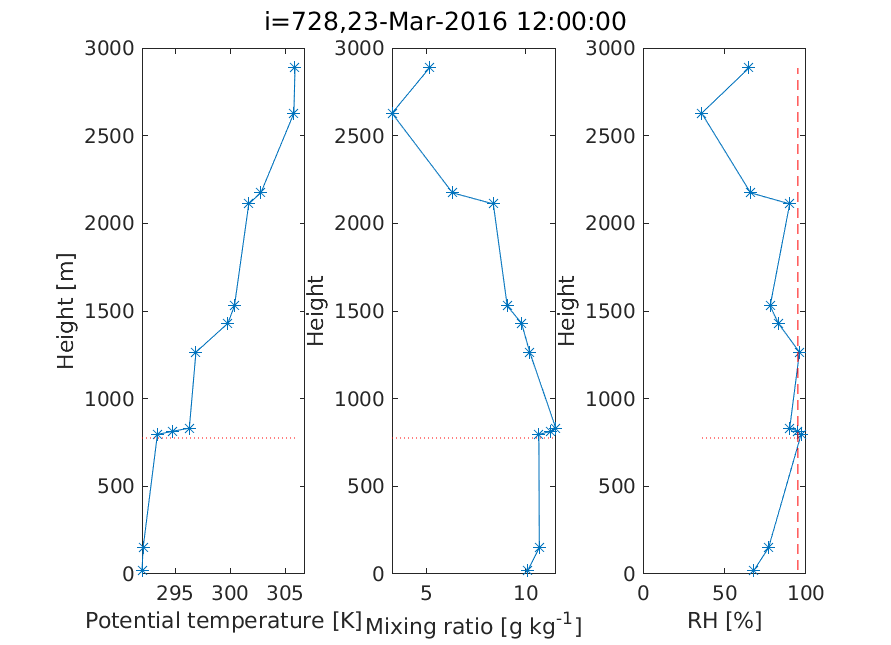 i=728,23-Mar-2016 12:00:00
3000
2500
2000
1500
1000
500
0
Height [m]
295 300 305
Potential temperature [K]
3000
2500
2000
1500
1000
500
0
Height
5 10
Mixing ratio [g kg-1]
3000
2500
2000
1500
1000
500
0
Height
0 50 100
RH [%]